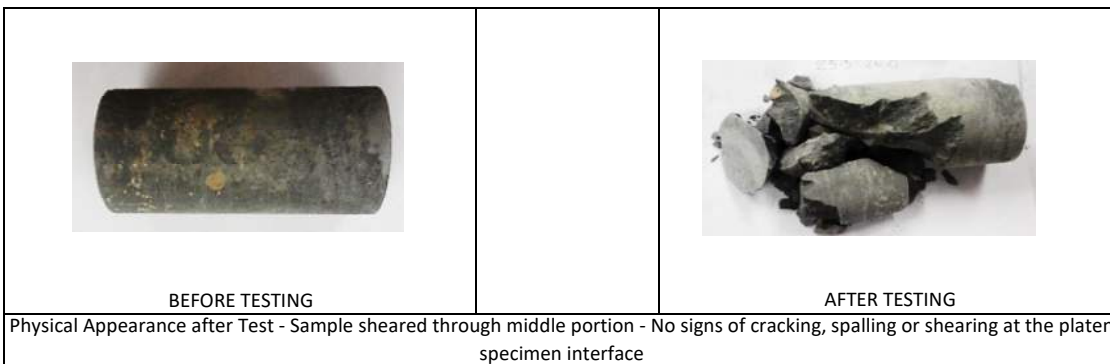 BEFORE TESTING
AFTER TESTING
Physical Appearance after Test - Sample sheared through middle portion - No signs of cracking, spalling or shearing at the platen
specimen interface